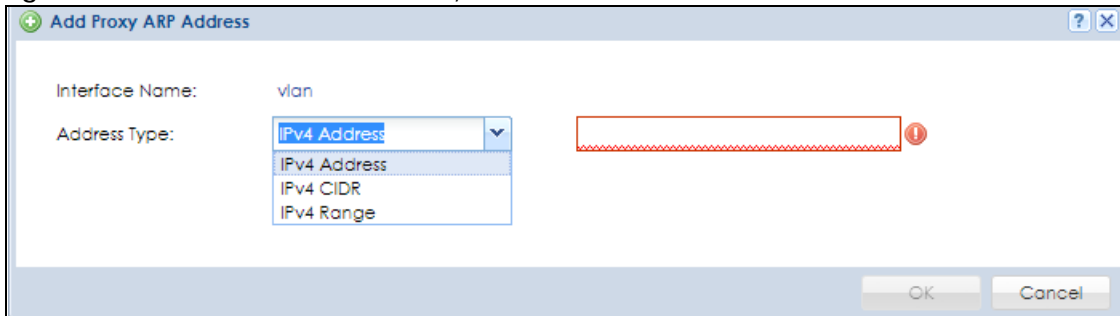 Add Proxy ARP Address
Interface Name: vlan
Address Type: IPv4 Address
IPv4 Address
IPv4 CIDR
IPv4 Range
OK Cancel